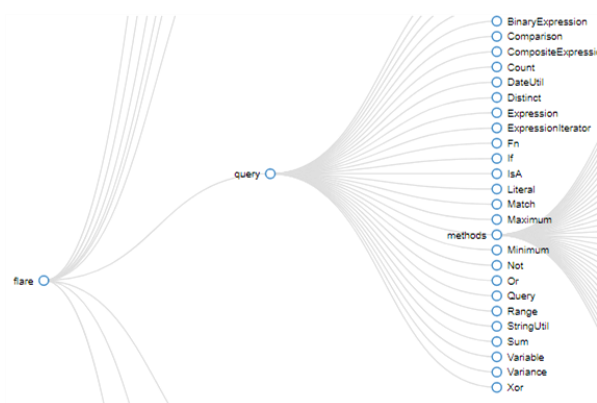 BinaryExpression
Comparison
CompositeExpressi
Count
DateUtil
Distinct
Expression
ExpressionIterator
Fn
If
query
IsA
Literal
Match
Maximum
methods
Minimum
Not
flare
Or
Query
Range
StringUtil
Sum
Variable
Variance
Xor